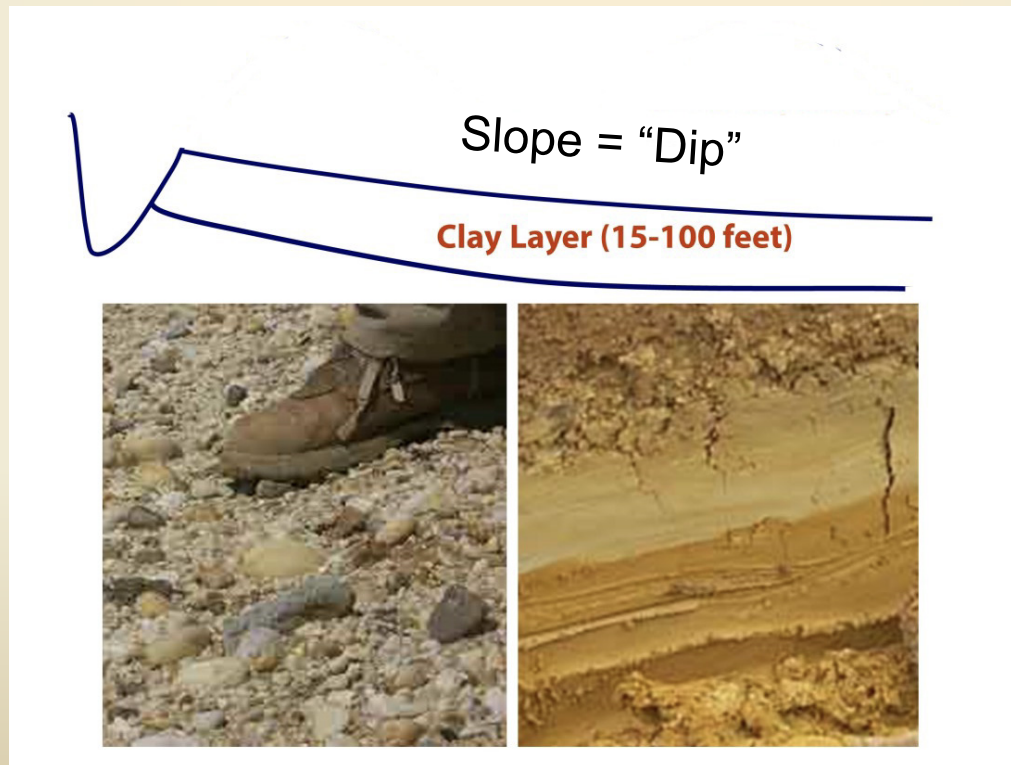 Slope = “Dip”
Clay Layer (15-100 feet)